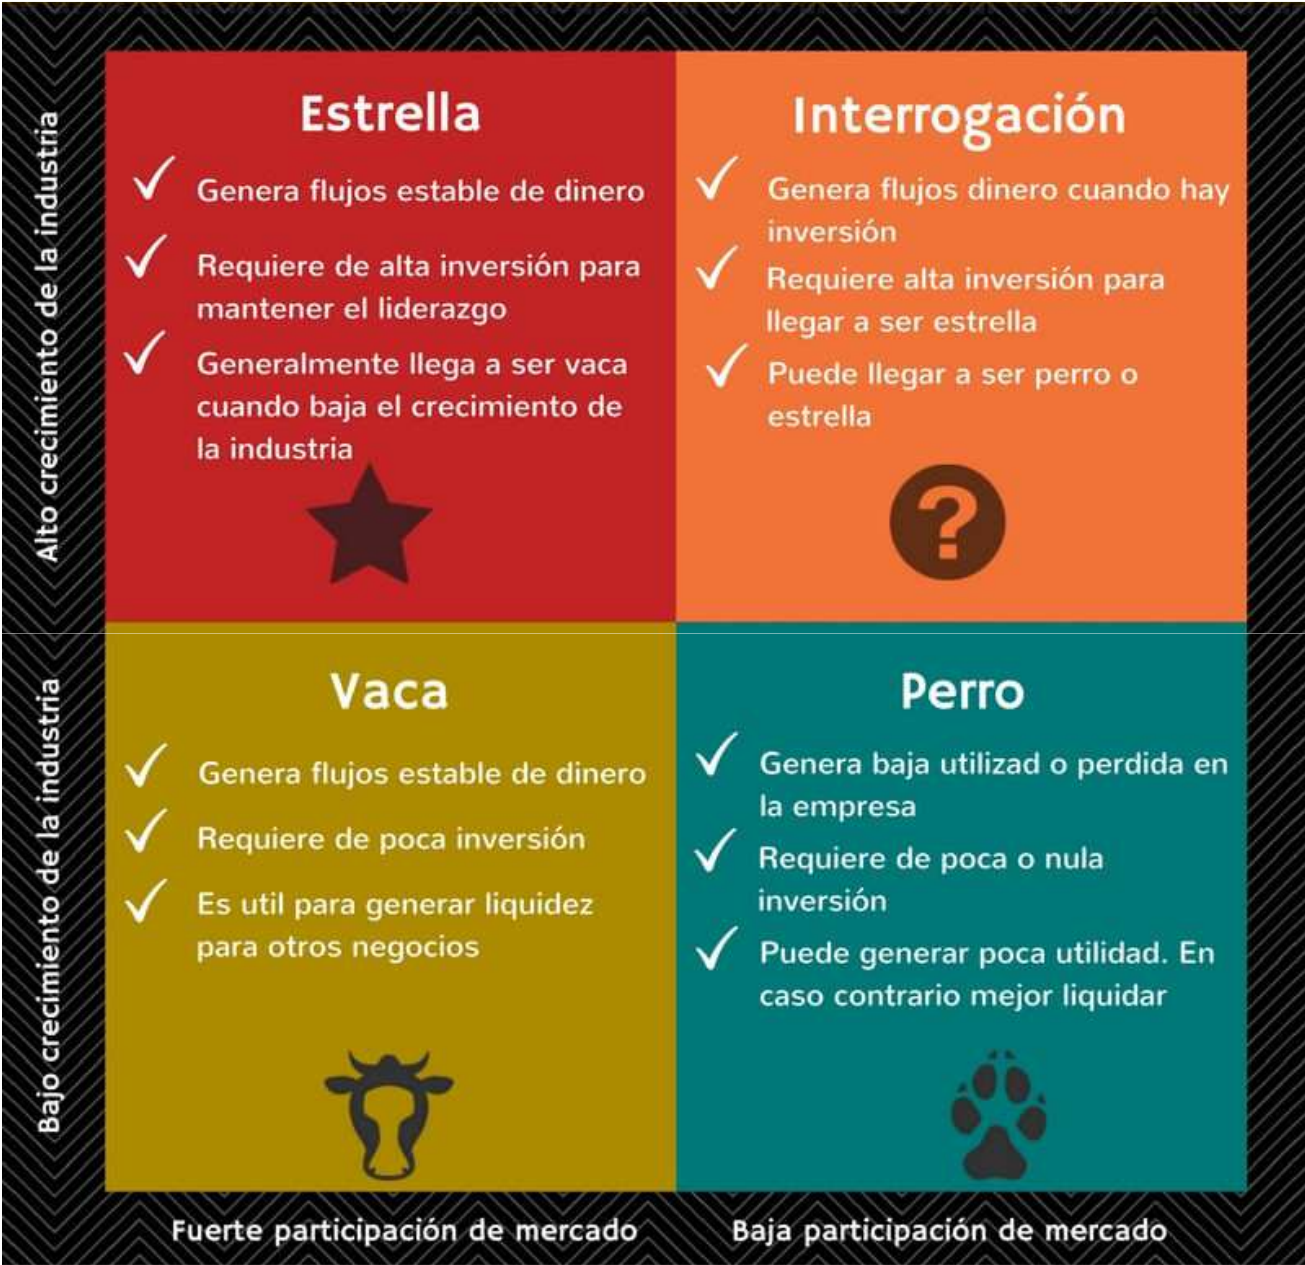 Alto crecimiento de la industria
Estrella
Genera flujos estable de dinero
Requiere de alta inversión para
mantener el liderazgo
Generalmente llega a ser vaca
cuando baja el crecimiento de
la industria
Interrogación
Genera flujos dinero cuando hay
inversión
Requiere alta inversión para
llegar a ser estrella
Puede llegar a ser perro o
estrella
?
Bajo crecimiento de la industria
Vaca
Genera flujos estable de dinero
Requiere de poca inversión
Es util para generar liquidez
para otros negocios
Perro
Genera baja utilizad o perdida en
la empresa
Requiere de poca o nula
inversión
Puede generar poca utilidad. En
caso contrario mejor liquidar
Fuerte participación de mercado
Baja participación de mercado